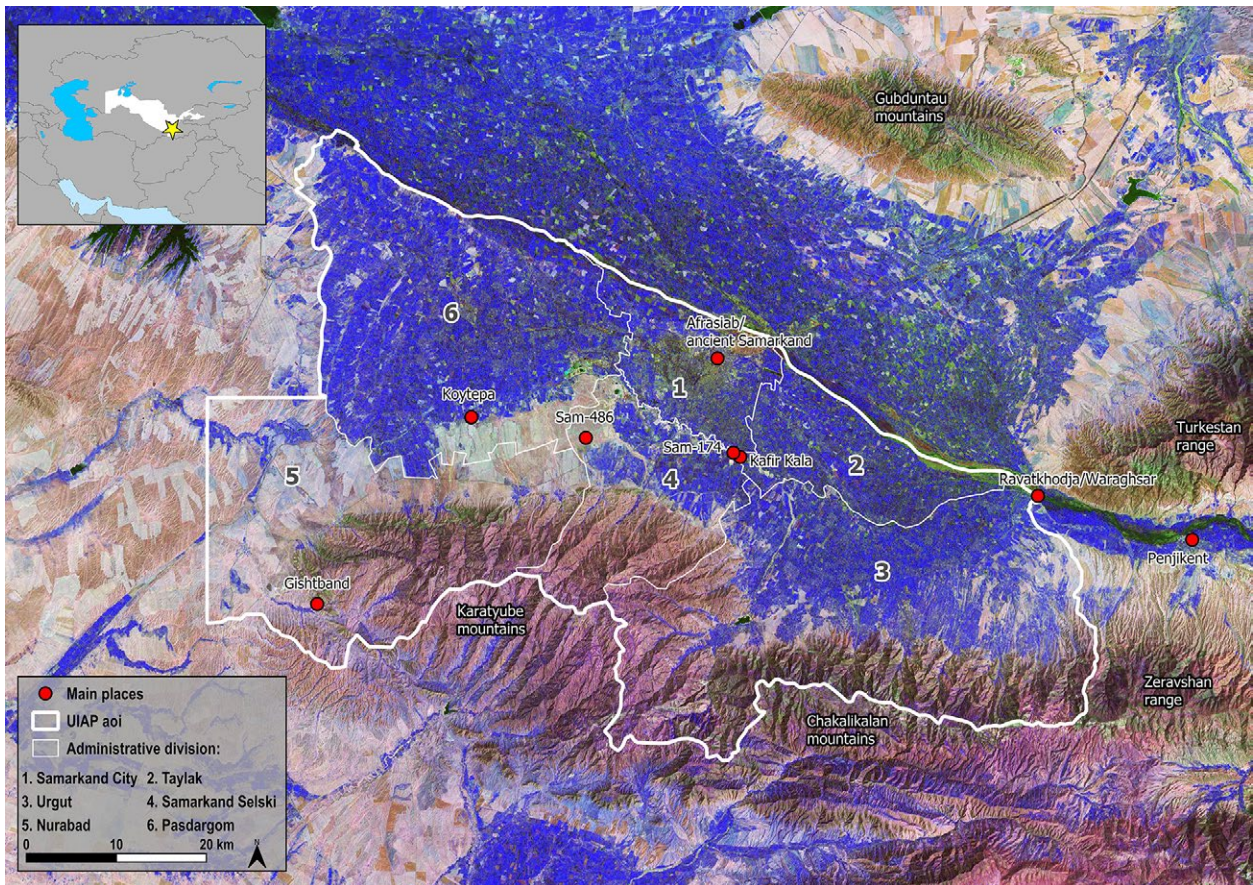 Gubduntau
mountains
6
Afrasiab/
ancient Samarkand
1
Koytepa
Sam-486
Turkestan
range
Sam-174
Kafir Kala
2
5
4
Ravatkhodja/Waraghsar
Penjikent
3
Gishtband
Karatyube
mountains
Zeravshan
range
Chakalikalan
mountains
Main places
UIAP aoi
Administrative division:
1. Samarkand City 2. Taylak
3. Urgut 4. Samarkand Selski
5. Nurabad 6. Pasdargom
0 10 20 km
N